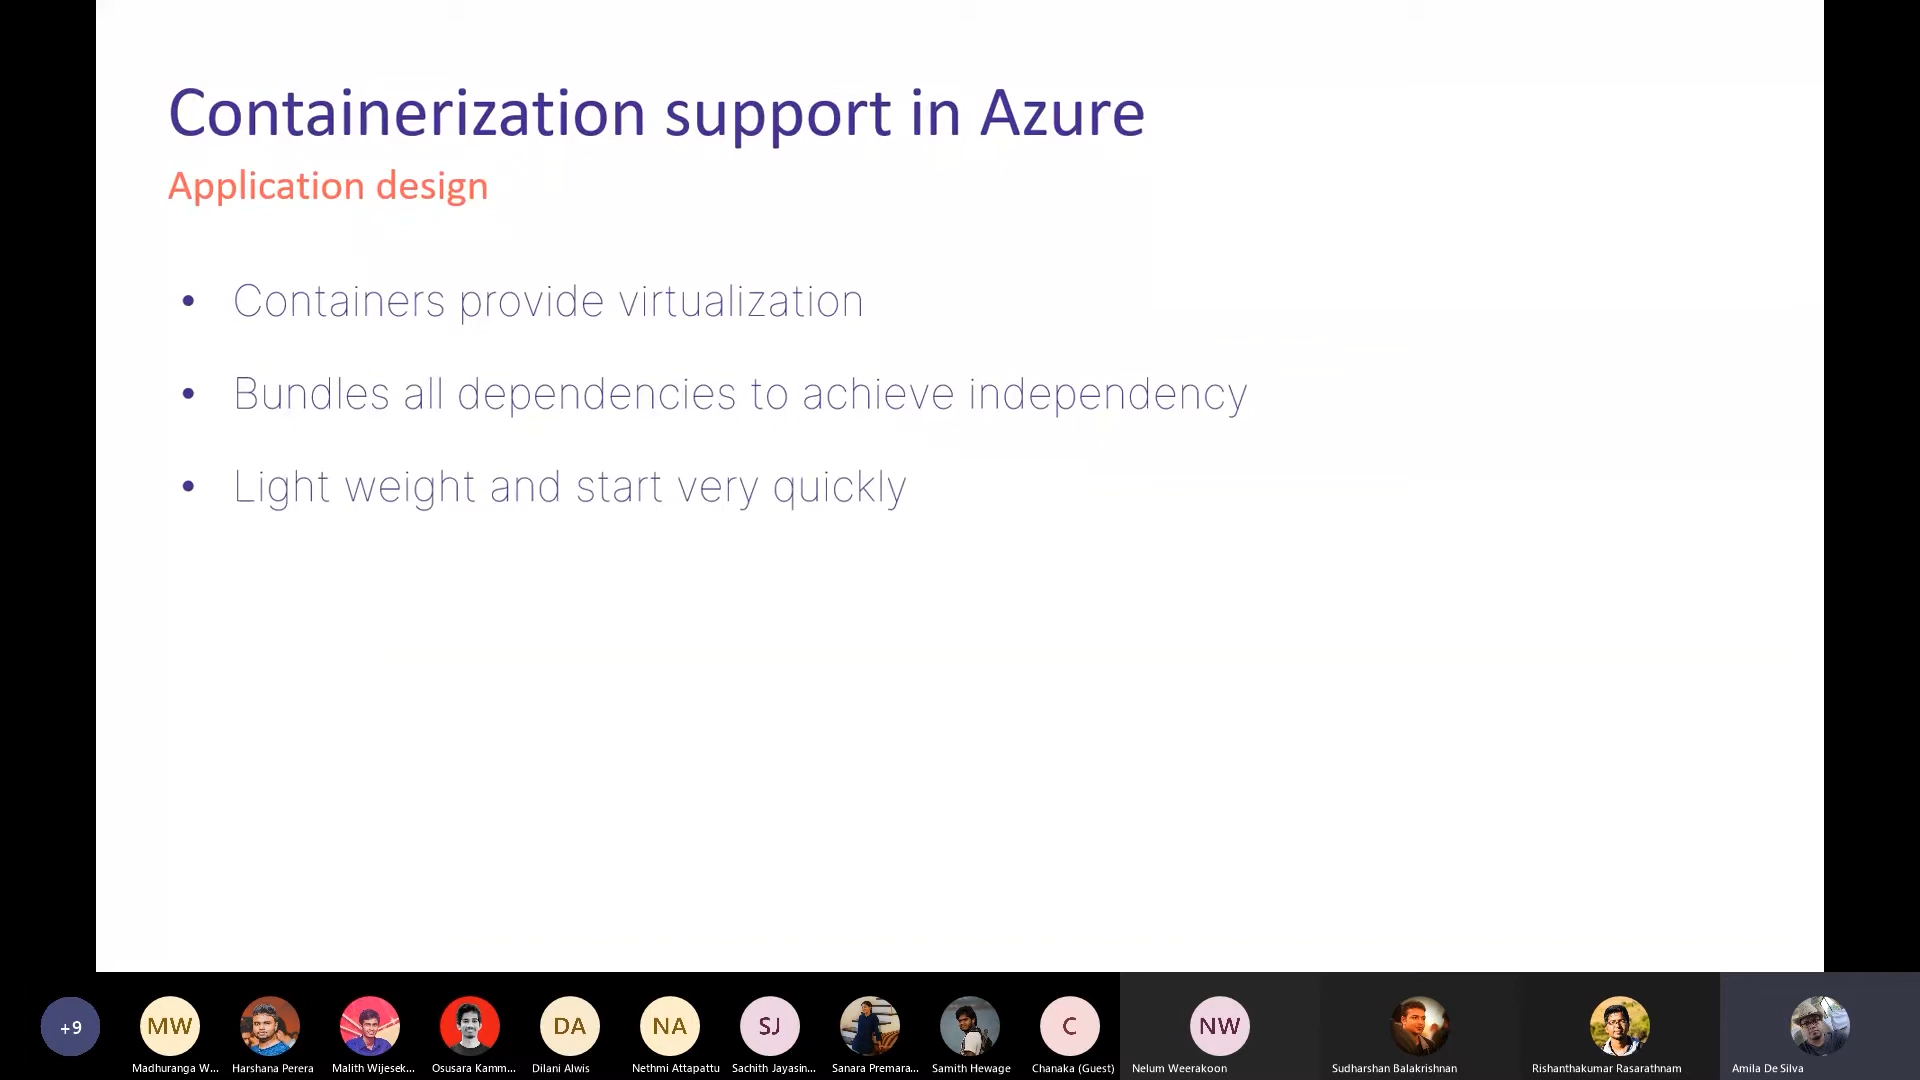 Containerization support in Azure
Application design
• Containers provide virtualization
• Bundles all dependencies to achieve independency
• Light weight and start very quickly
+9
MW
DA
NA
SJ
C
NW
Madhuranga W...
Harshana Perera
Malith Wijesek...
Osusara Kamm...
Dilani Alwis
Nethmi Attapattu
Sachith Jayasin...
Sanara Premara...
Samith Hewage
Chanaka (Guest)
Nelum Weerakoon
Sudharshan Balakrishnan
Rishanthakumar Rasarathnam
Amila De Silva